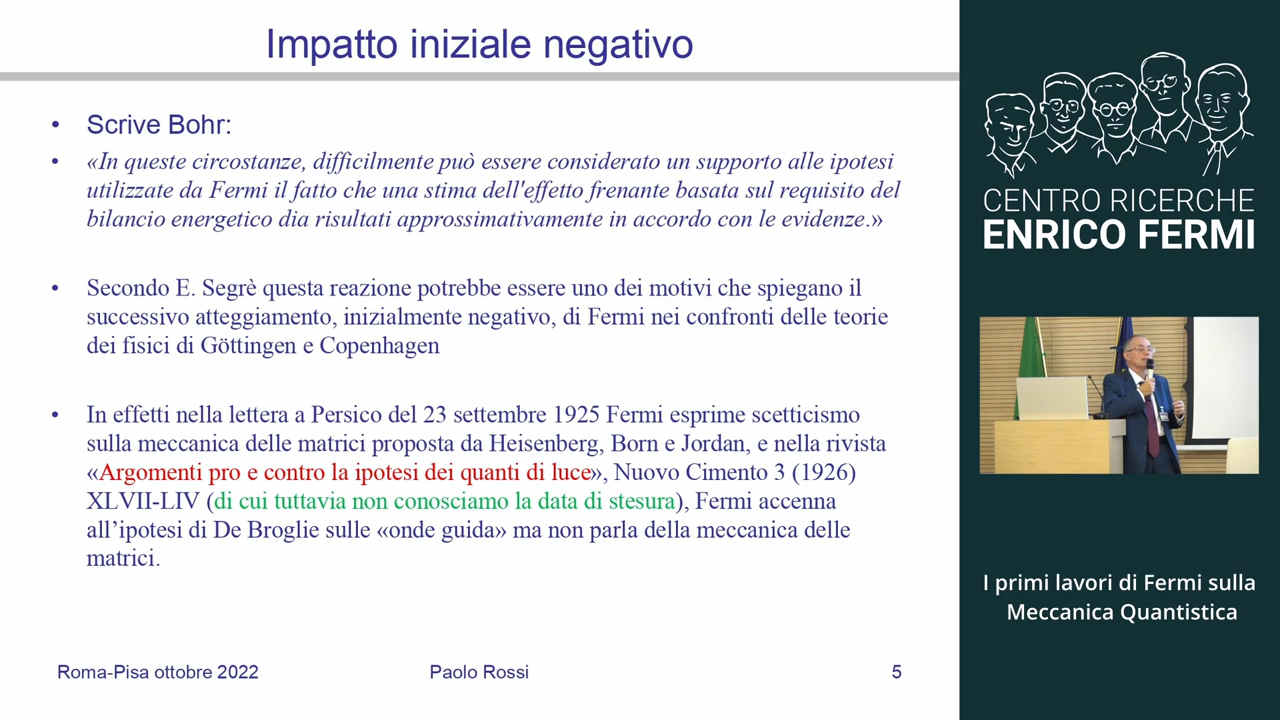 Impatto iniziale negativo
• Scrive Bohr:
• «In queste circostanze, difficilmente può essere considerato un supporto alle ipotesi
utilizzate da Fermi il fatto che una stima dell'effetto frenante basata sul requisito del
bilancio energetico dia risultati approssimativamente in accordo con le evidenze.»
• Secondo E. Segrè questa reazione potrebbe essere uno dei motivi che spiegano il
successivo atteggiamento, inizialmente negativo, di Fermi nei confronti delle teorie
dei fisici di Göttingen e Copenhagen
• In effetti nella lettera a Persico del 23 settembre 1925 Fermi esprime scetticismo
sulla meccanica delle matrici proposta da Heisenberg, Born e Jordan, e nella rivista
«Argomenti pro e contro la ipotesi dei quanti di luce», Nuovo Cimento 3 (1926)
XLVII-LIV (di cui tuttavia non conosciamo la data di stesura), Fermi accenna
all’ipotesi di De Broglie sulle «onde guida» ma non parla della meccanica delle
matrici.
Roma-Pisa ottobre 2022
Paolo Rossi
5
CENTRO RICERCHE
ENRICO FERMI
I primi lavori di Fermi sulla
Meccanica Quantistica